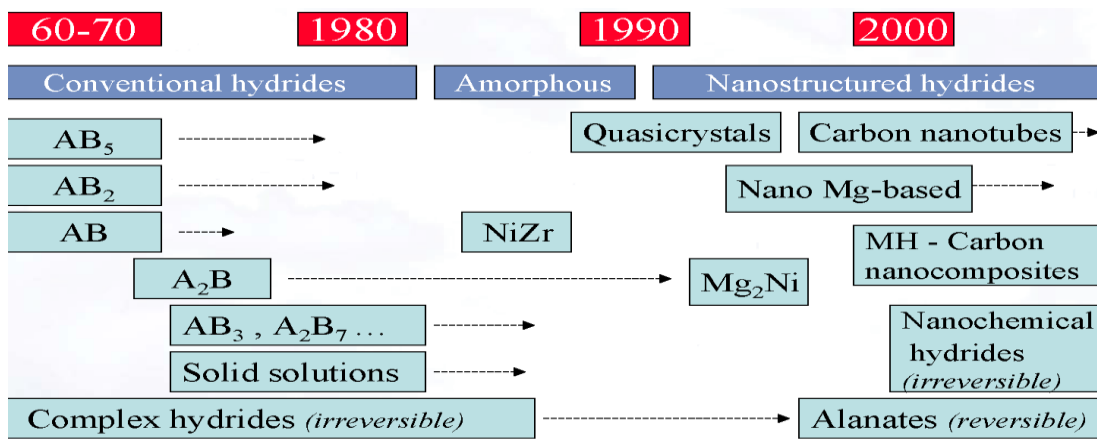 60-70 1980 1990 2000
Conventional hydrides Amorphous Nanostructured hydrides
AB₅ Quasicrystals Carbon nanotubes
AB₂ Nano Mg-based
AB NiZr MH - Carbon
nanocomposites
A₂B Mg₂Ni
AB₃ , A₂B₇ ... Nanochemical
hydrides
Solid solutions (irreversible)
Complex hydrides (irreversible) Alanates (reversible)